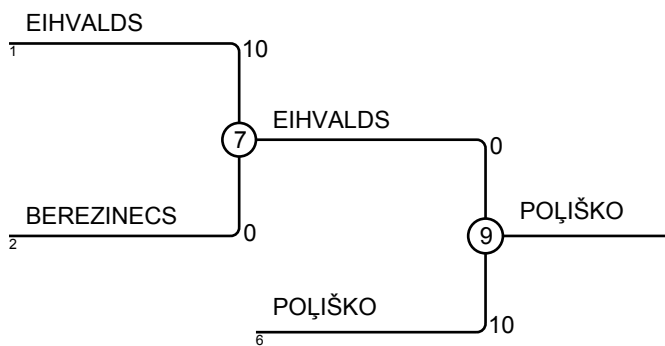 EIHVALDS
1
10
7
EIHVALDS
0
BEREZINECS
2
0
POĻIŠKO
9
POĻIŠKO
6
10